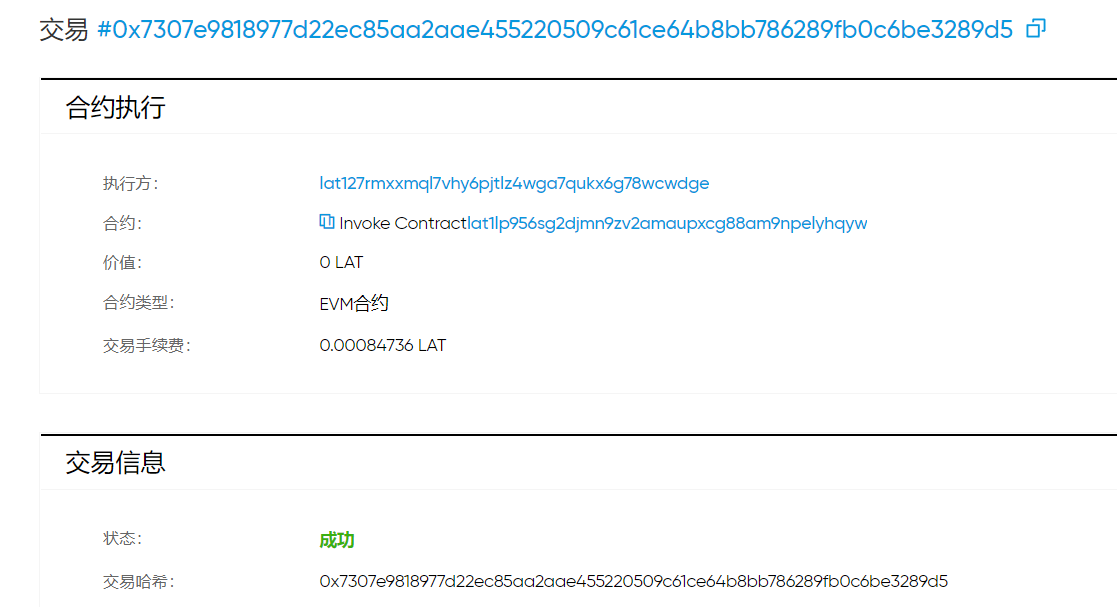 交易 #0x7307e9818977d22ec85aa2aae455220509c61ce64b8bb786289fb0c6be3289d5
合约执行
执行方: lat127rmxxmql7vhy6pjtlz4wga7qukx6g78wcwdge
合约: Invoke Contractlat1lp956sg2djmn9zv2amaupxcg88am9npelyhqyw
价值: 0 LAT
合约类型: EVM合约
交易手续费: 0.00084736 LAT
交易信息
状态: 成功
交易哈希: 0x7307e9818977d22ec85aa2aae455220509c61ce64b8bb786289fb0c6be3289d5